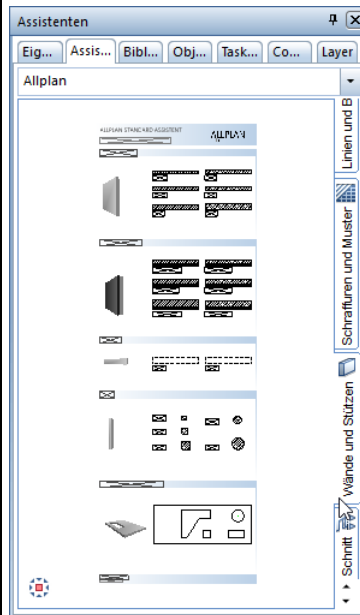 Assistenten
Eig... Assis... Bibl... Obj... Task... Co... Layer
Allplan
ALLPLAN STANDARD ASSISTENT ALLPLAN
Linien und B
Schraffuren und Muster
Wände und Stützen
Schnitt